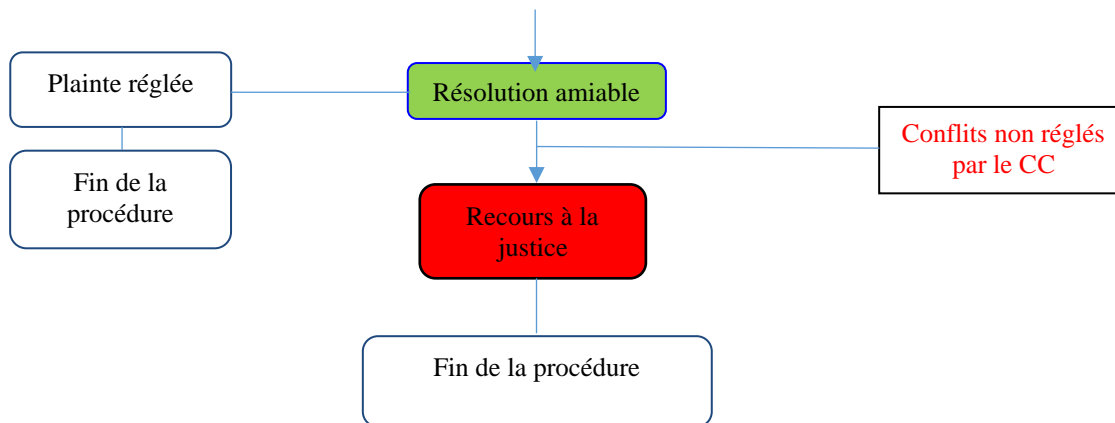 Plainte réglée
Résolution amiable
Conflits non réglés
par le CC
Fin de la
procédure
Recours à la
justice
Fin de la procédure